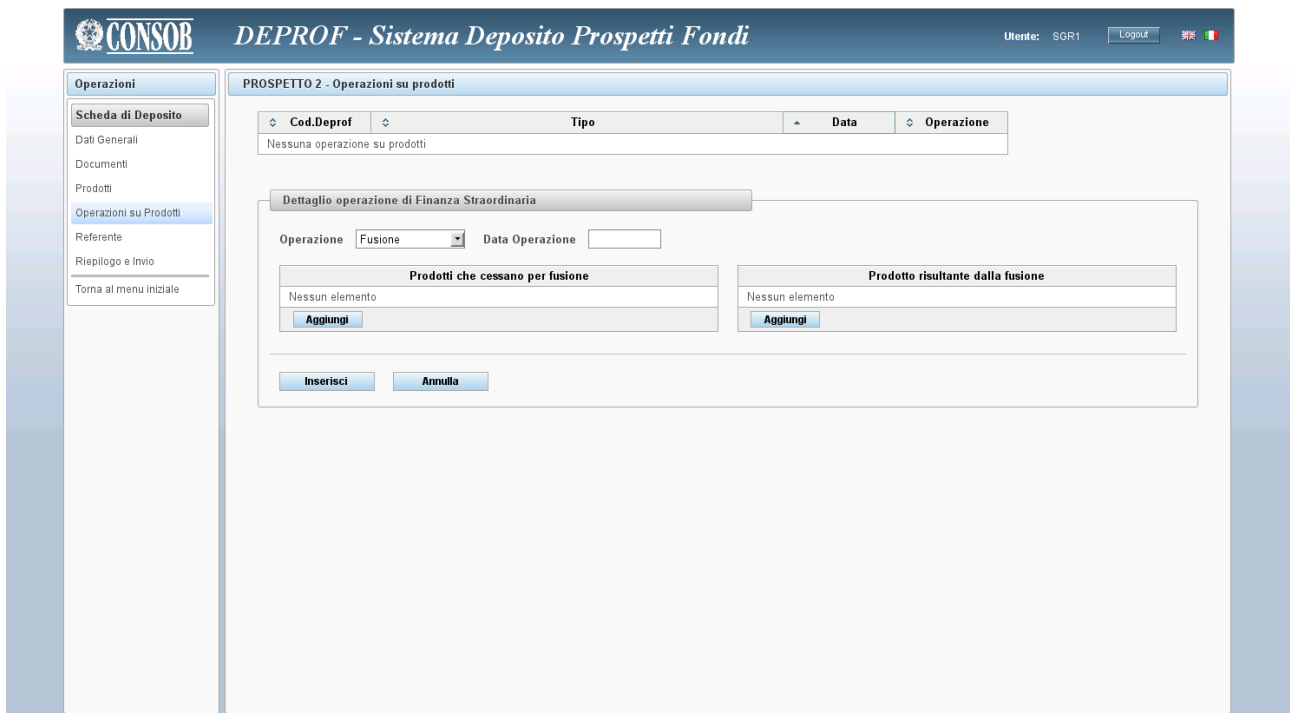 CONSOB DEPROF - Sistema Deposito Prospetti Fondi Utente: SGR1 Logout
Operazioni
Scheda di Deposito
Dati Generali
Documenti
Prodotti
Operazioni su Prodotti
Referente
Riepilogo e Invio
Torna al menu iniziale
PROSPETTO 2 - Operazioni su prodotti
Cod.Deprof Tipo Data Operazione
Nessuna operazione su prodotti
Dettaglio operazione di Finanza Straordinaria
Operazione Fusione Data Operazione
Prodotti che cessano per fusione
Nessun elemento
Aggiungi
Prodotto risultante dalla fusione
Nessun elemento
Aggiungi
Inserisci Annulla